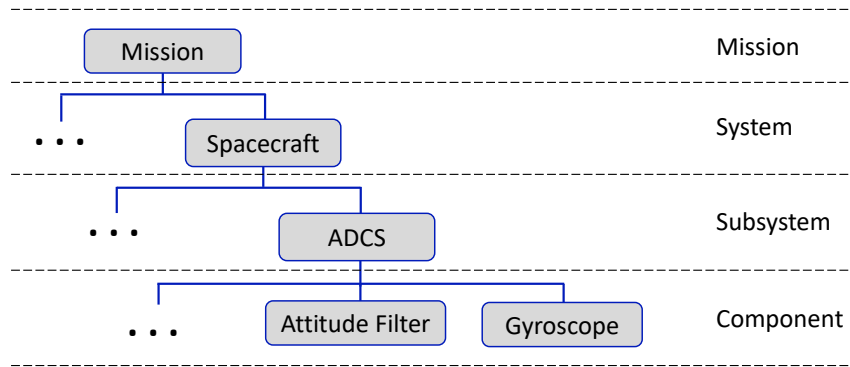 Mission Mission
... Spacecraft System
... ADCS Subsystem
... Attitude Filter Gyroscope Component